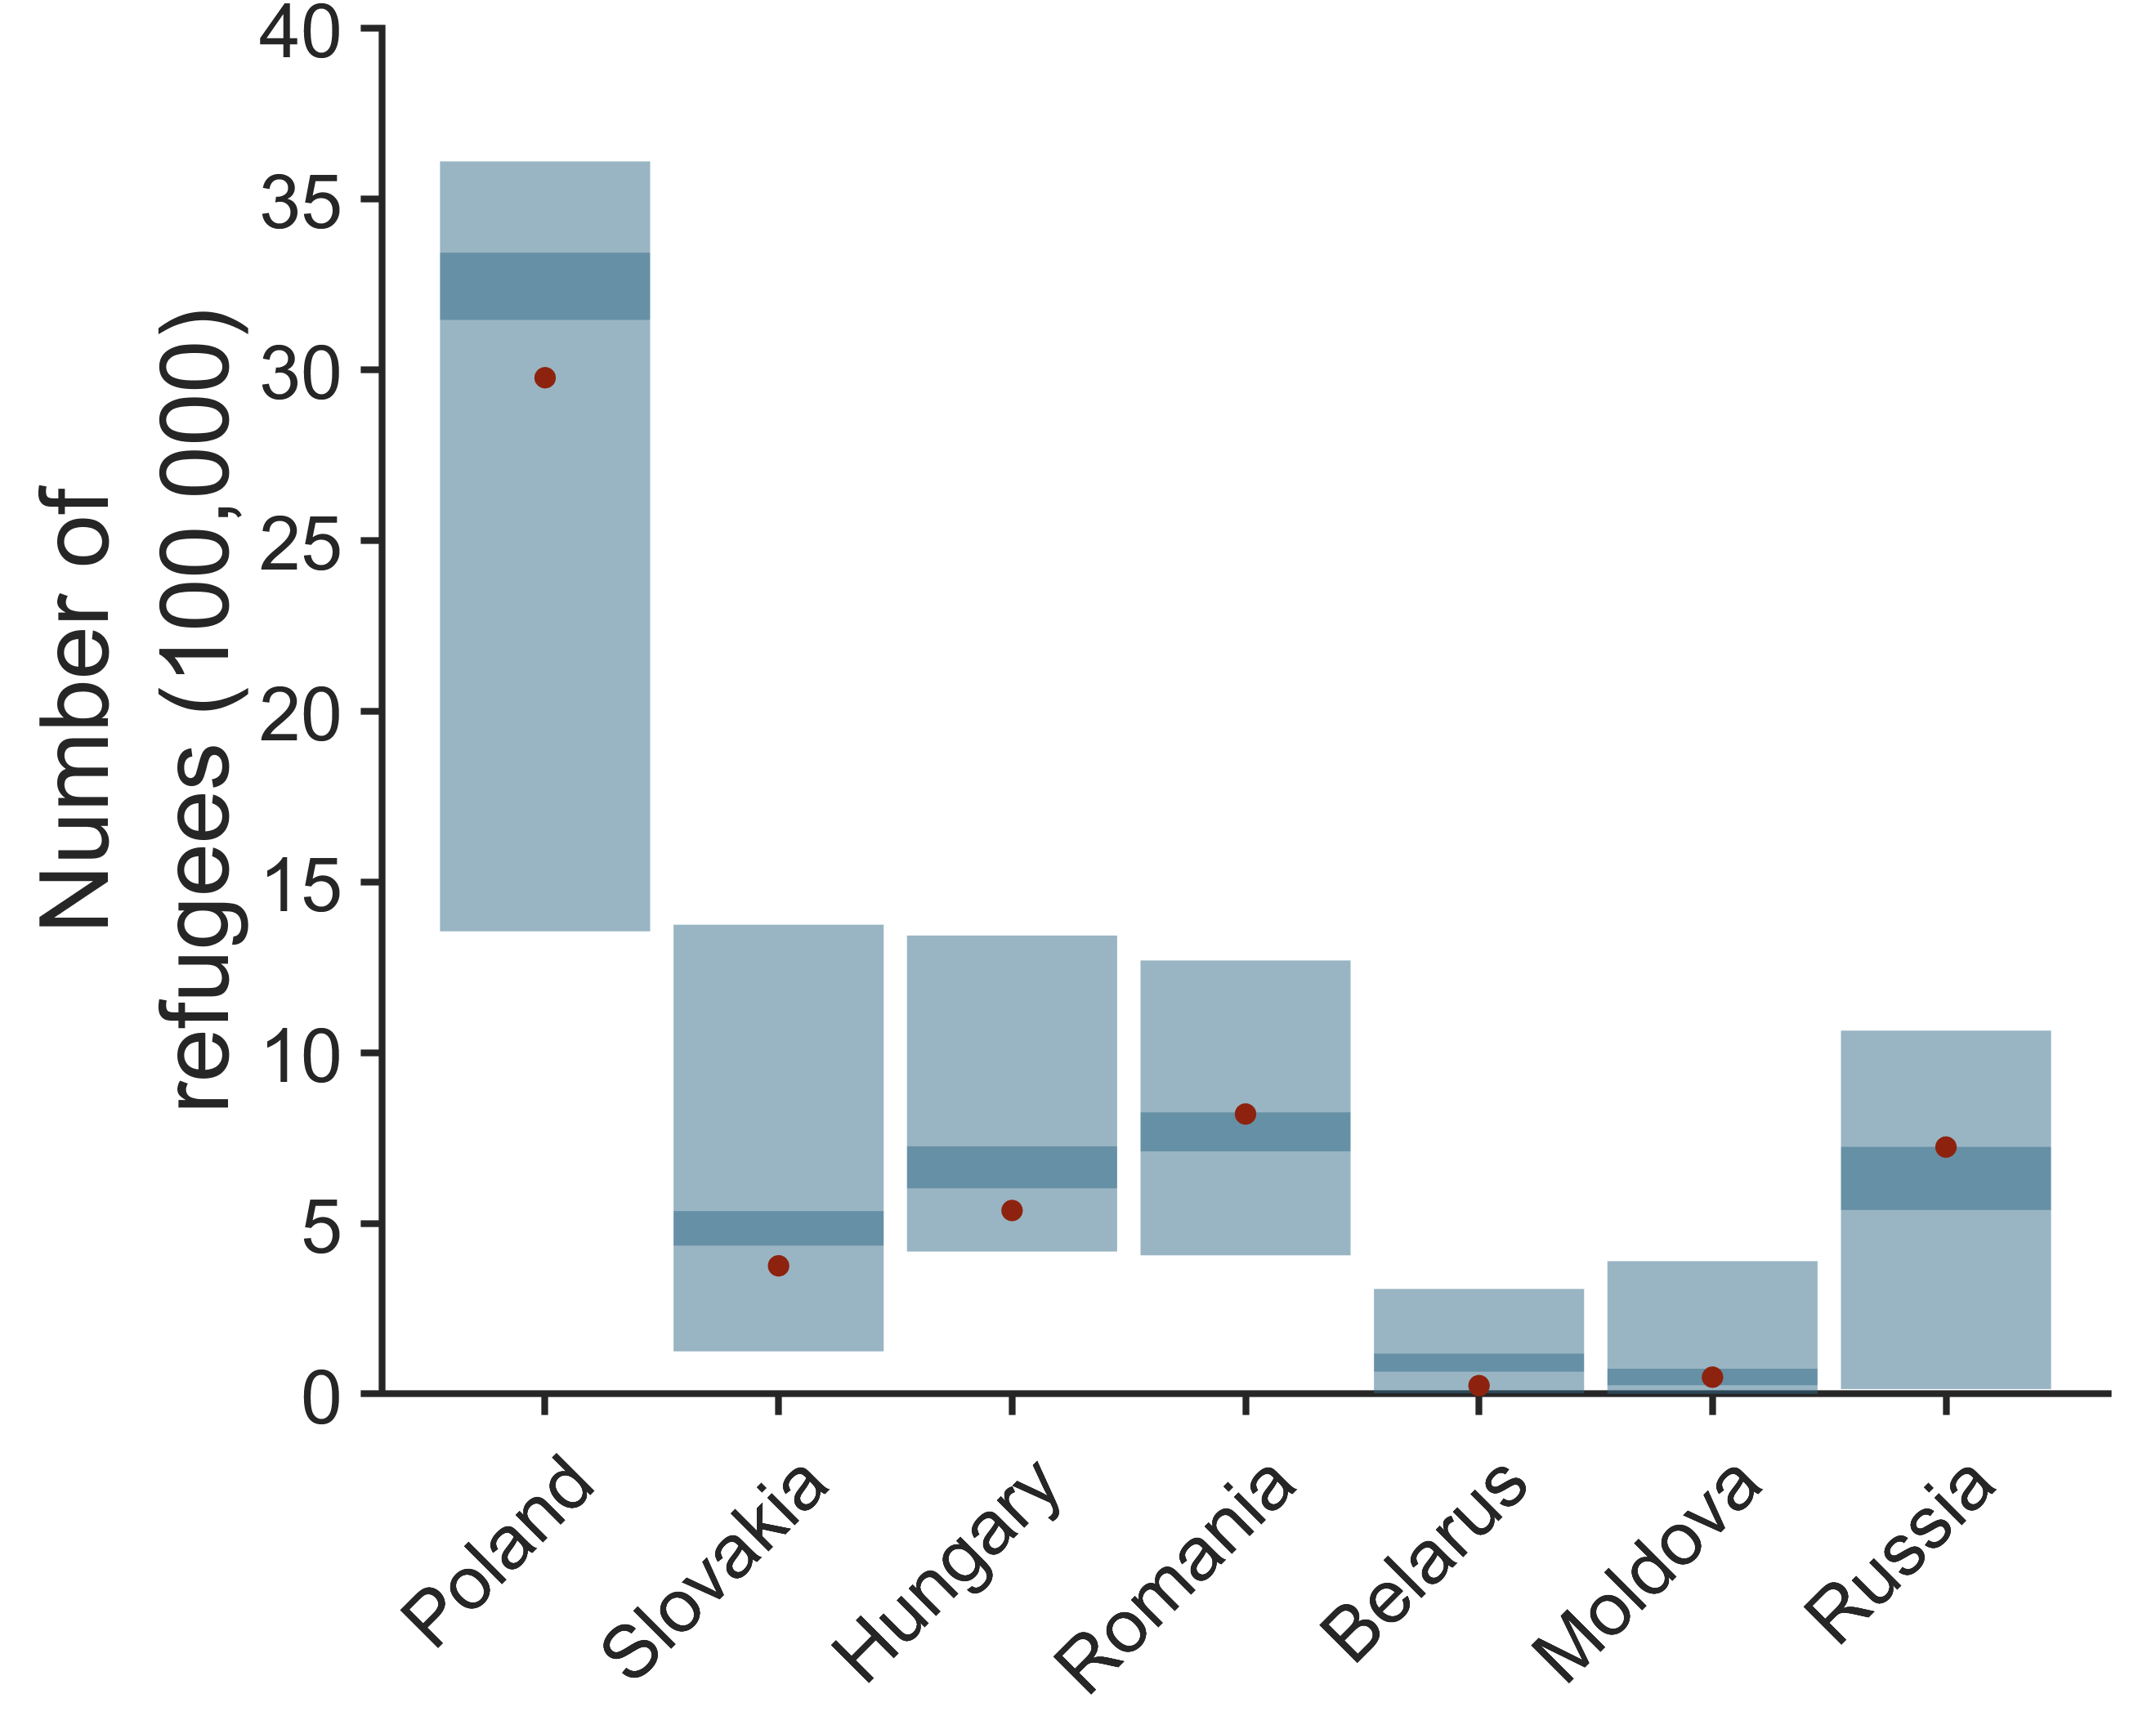 Number of
refugees (100,000)
40
35
30
25
20
15
10
5
0
Poland
Slovakia
Hungary
Romania
Belarus
Moldova
Russia